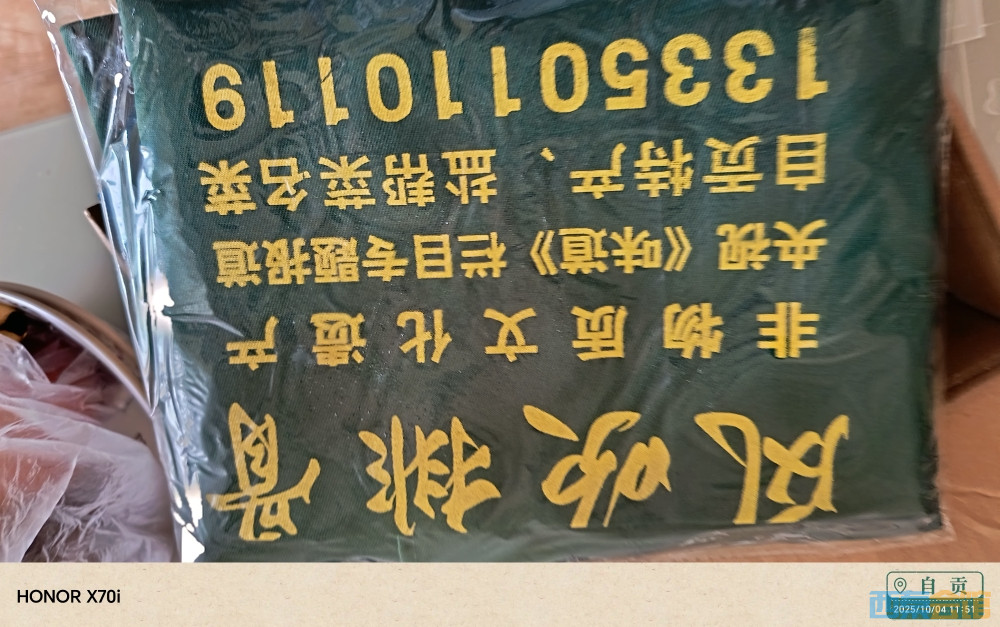 风吹排骨
非物质文化遗产
央视《味道》栏目专题报道
自贡特产、盐帮菜名菜
13350110119
HONOR X70i
自贡
2025/10/04 11:51